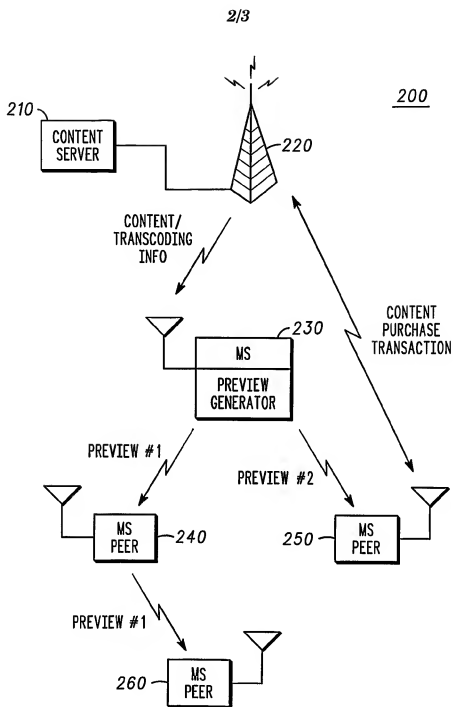 2/3
200
210
CONTENT
SERVER
220
CONTENT/
TRANSCODING
INFO
CONTENT
PURCHASE
TRANSACTION
230
MS
PREVIEW
GENERATOR
PREVIEW #1
PREVIEW #2
MS
PEER
240
250
MS
PEER
PREVIEW #1
260
MS
PEER